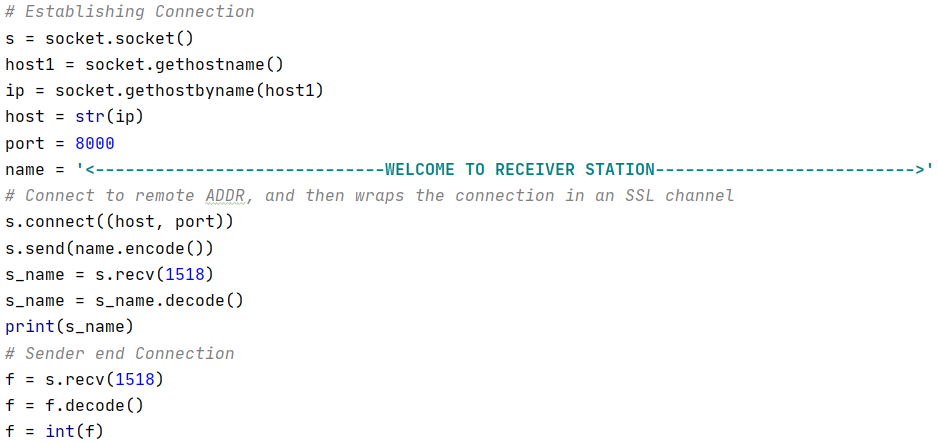 # Establishing Connection
s = socket.socket()
host1 = socket.gethostname()
ip = socket.gethostbyname(host1)
host = str(ip)
port = 8000
name = '<-----------------------------WELCOME TO RECEIVER STATION-------------------------->'
# Connect to remote ADDR, and then wraps the connection in an SSL channel
s.connect((host, port))
s.send(name.encode())
s_name = s.recv(1518)
s_name = s_name.decode()
print(s_name)
# Sender end Connection
f = s.recv(1518)
f = f.decode()
f = int(f)